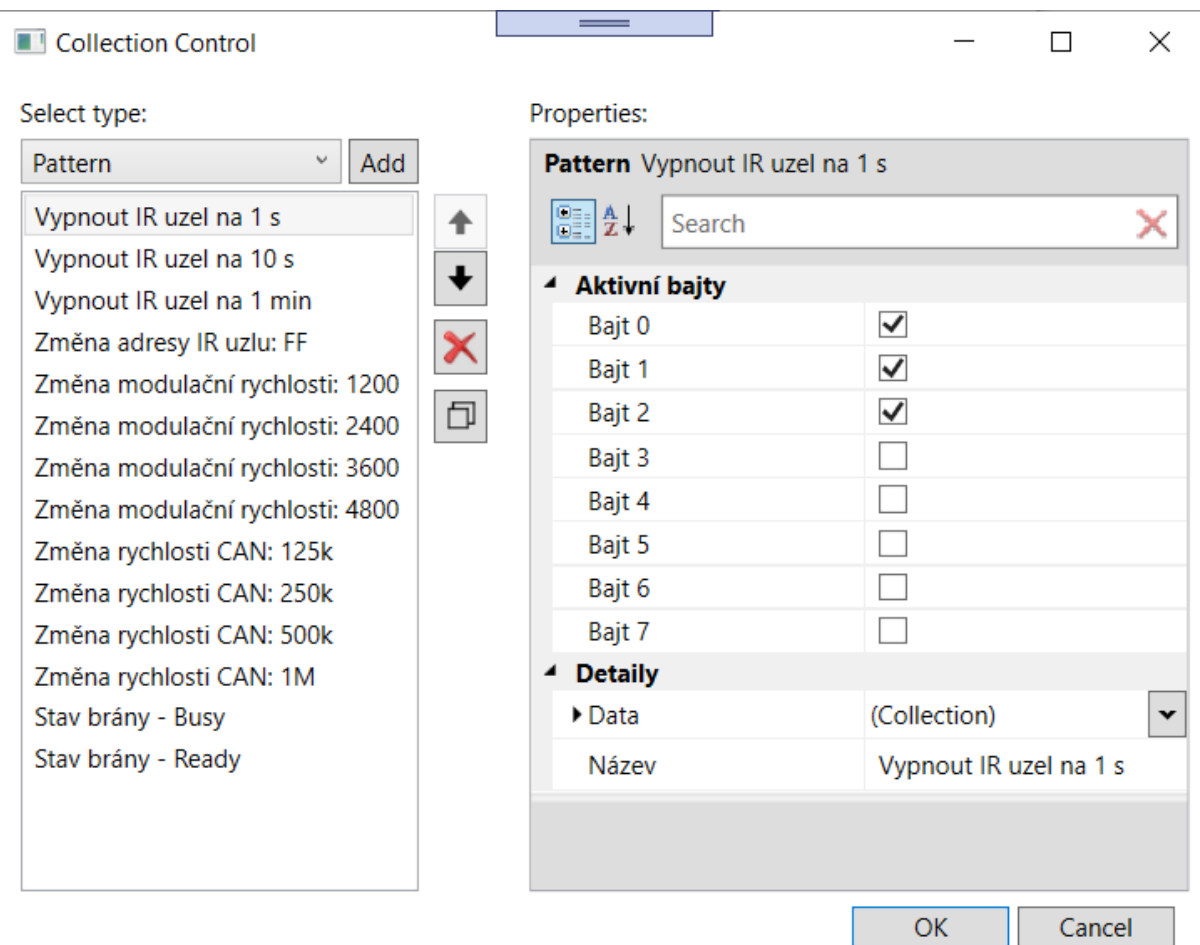 Collection Control
Select type:
Pattern
Add
Vypnout IR uzel na 1 s
Vypnout IR uzel na 10 s
Vypnout IR uzel na 1 min
Změna adresy IR uzlu: FF
Změna modulační rychlosti: 1200
Změna modulační rychlosti: 2400
Změna modulační rychlosti: 3600
Změna modulační rychlosti: 4800
Změna rychlosti CAN: 125k
Změna rychlosti CAN: 250k
Změna rychlosti CAN: 500k
Změna rychlosti CAN: 1M
Stav brány - Busy
Stav brány - Ready
Properties:
Pattern Vypnout IR uzel na 1 s
A
Z
Search
Aktivní bajty
Bajt 0
Bajt 1
Bajt 2
Bajt 3
Bajt 4
Bajt 5
Bajt 6
Bajt 7
Detaily
Data (Collection)
Název Vypnout IR uzel na 1 s
OK Cancel